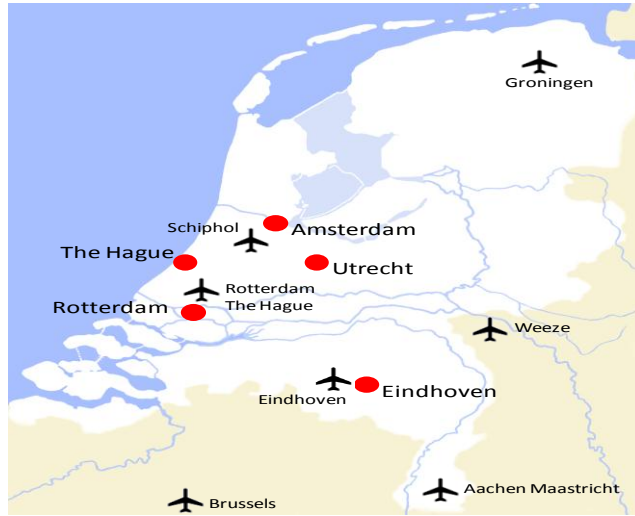 Groningen
Schiphol
Amsterdam
The Hague
Utrecht
Rotterdam
The Hague
Rotterdam
Weeze
Eindhoven
Eindhoven
Aachen Maastricht
Brussels